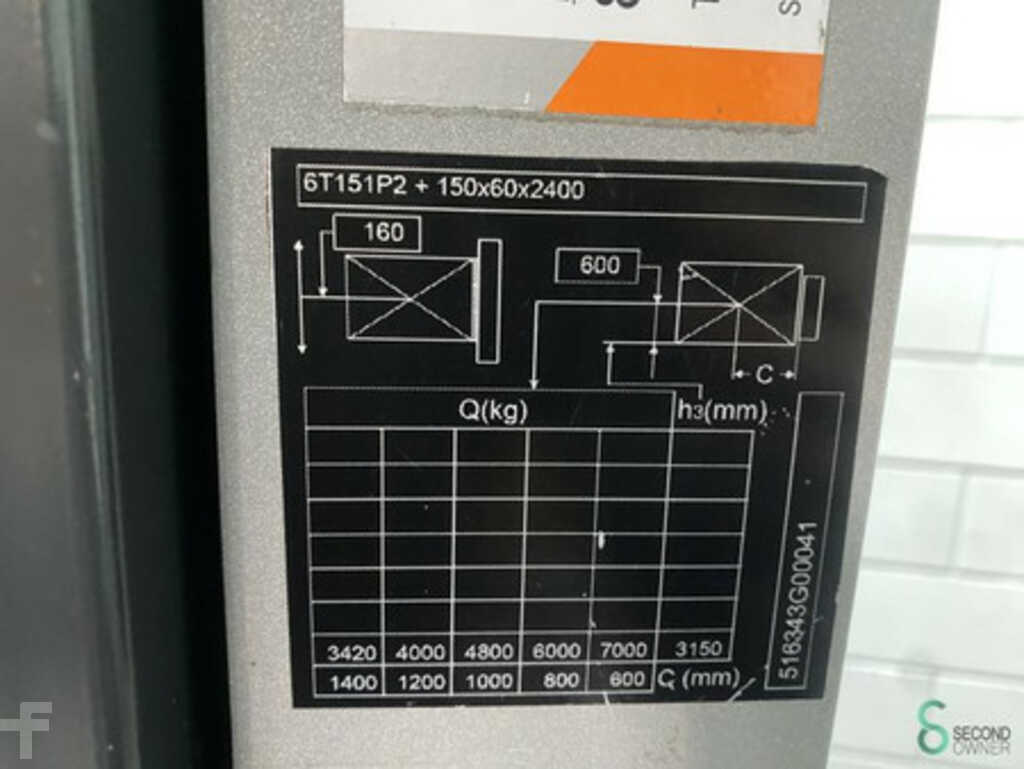 6T151P2 + 150x60x2400
160
600
C
Q(kg) h3(mm)
3420 4000 4800 6000 7000 3150
1400 1200 1000 800 600 C (mm)
516343G00041
SECOND
OWNER